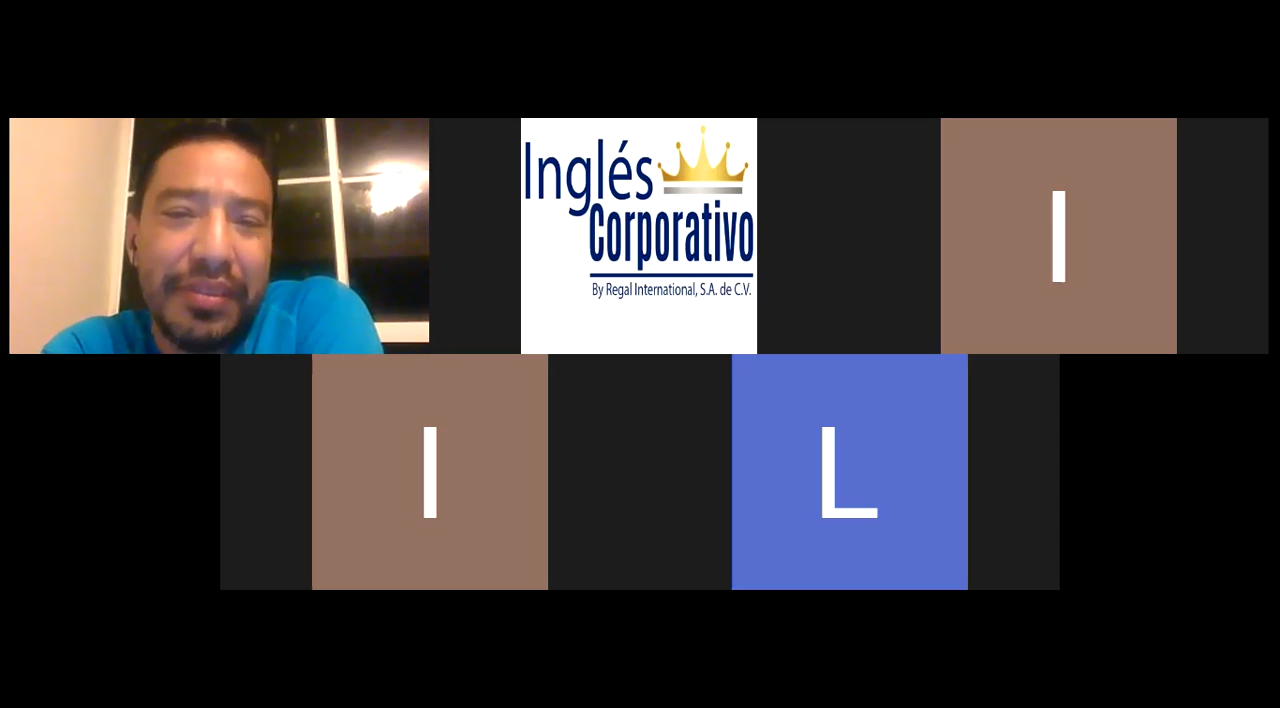 Inglés
Corporativo
By Regal International, S.A. de C.V.
I
I
L